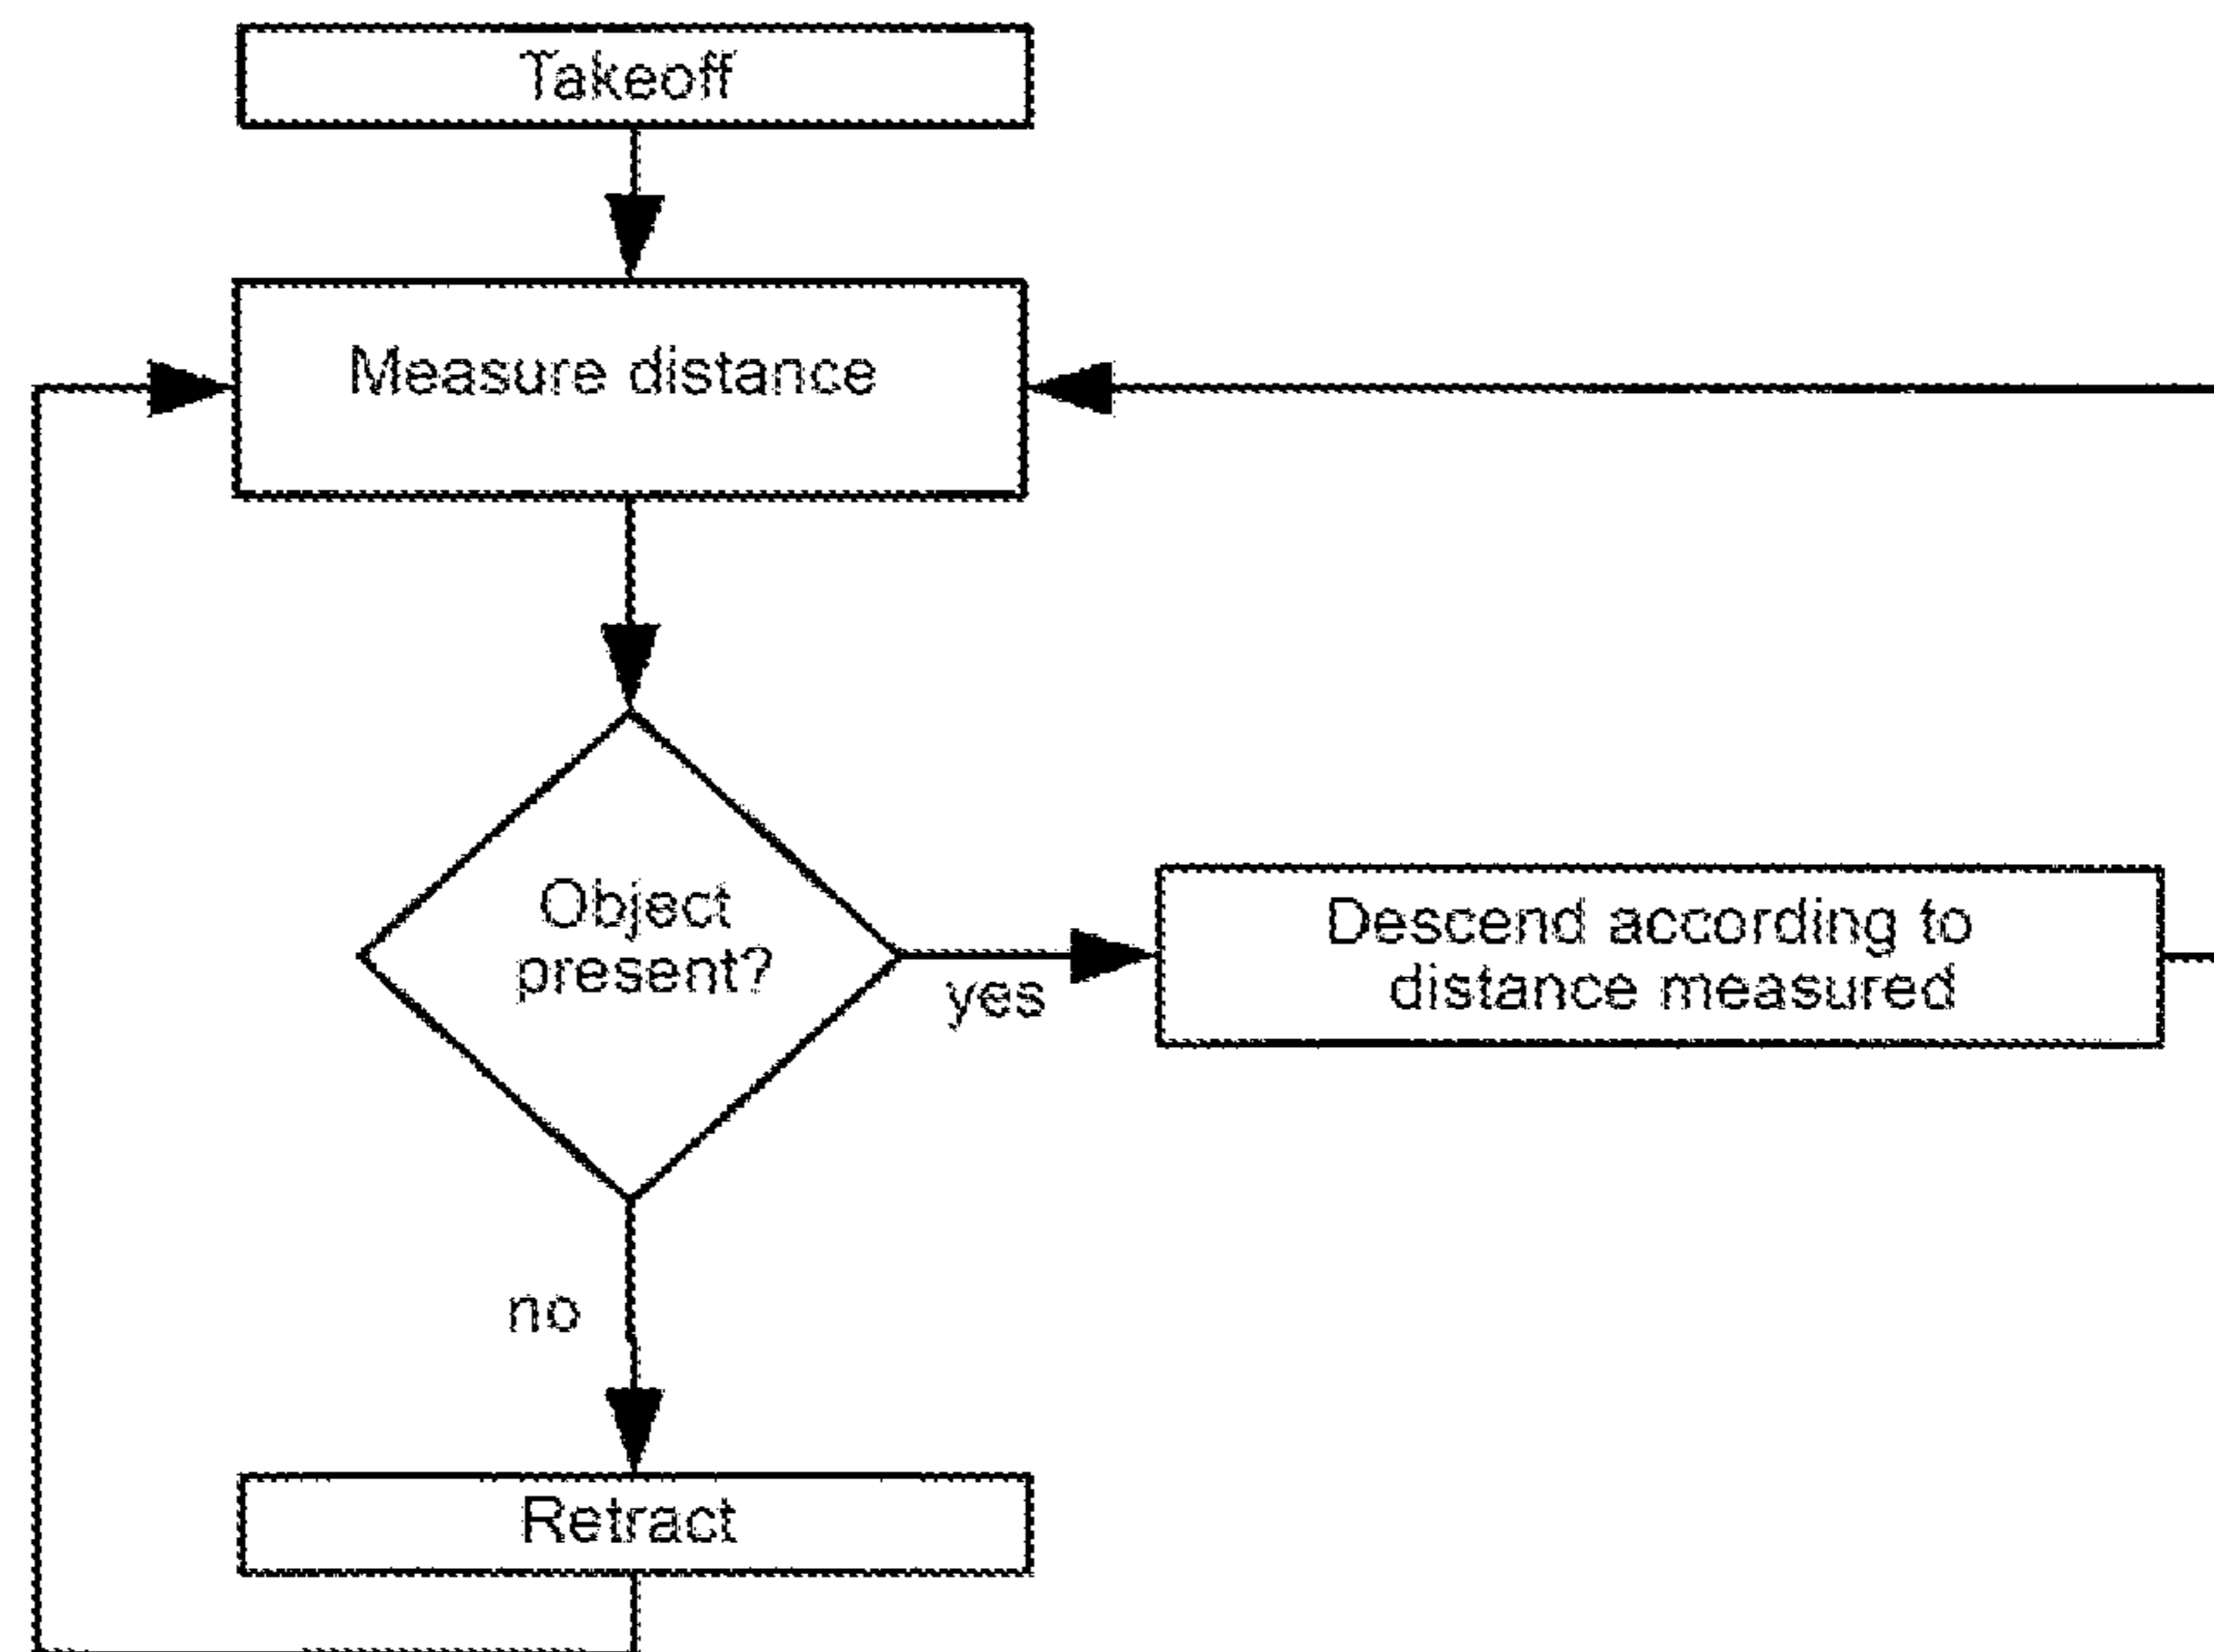 Takeoff
Measure distance
Object
present?
yes
Descend according to
distance measured
no
Retract